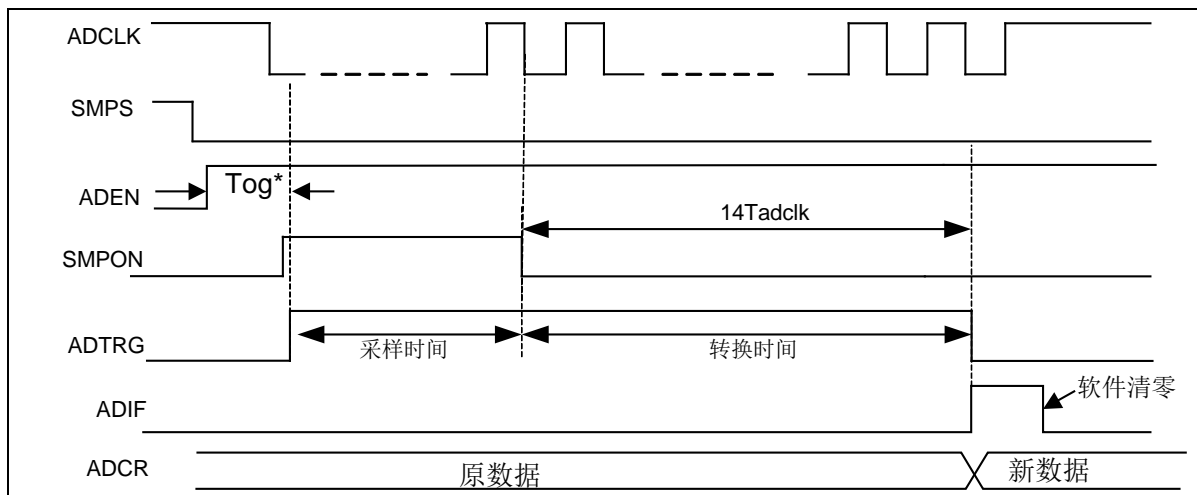 ADCLK
SMPS
ADEN
Tog*
14Tadclk
SMPON
ADTRG
采样时间
转换时间
ADIF
软件清零
ADCR
原数据
新数据